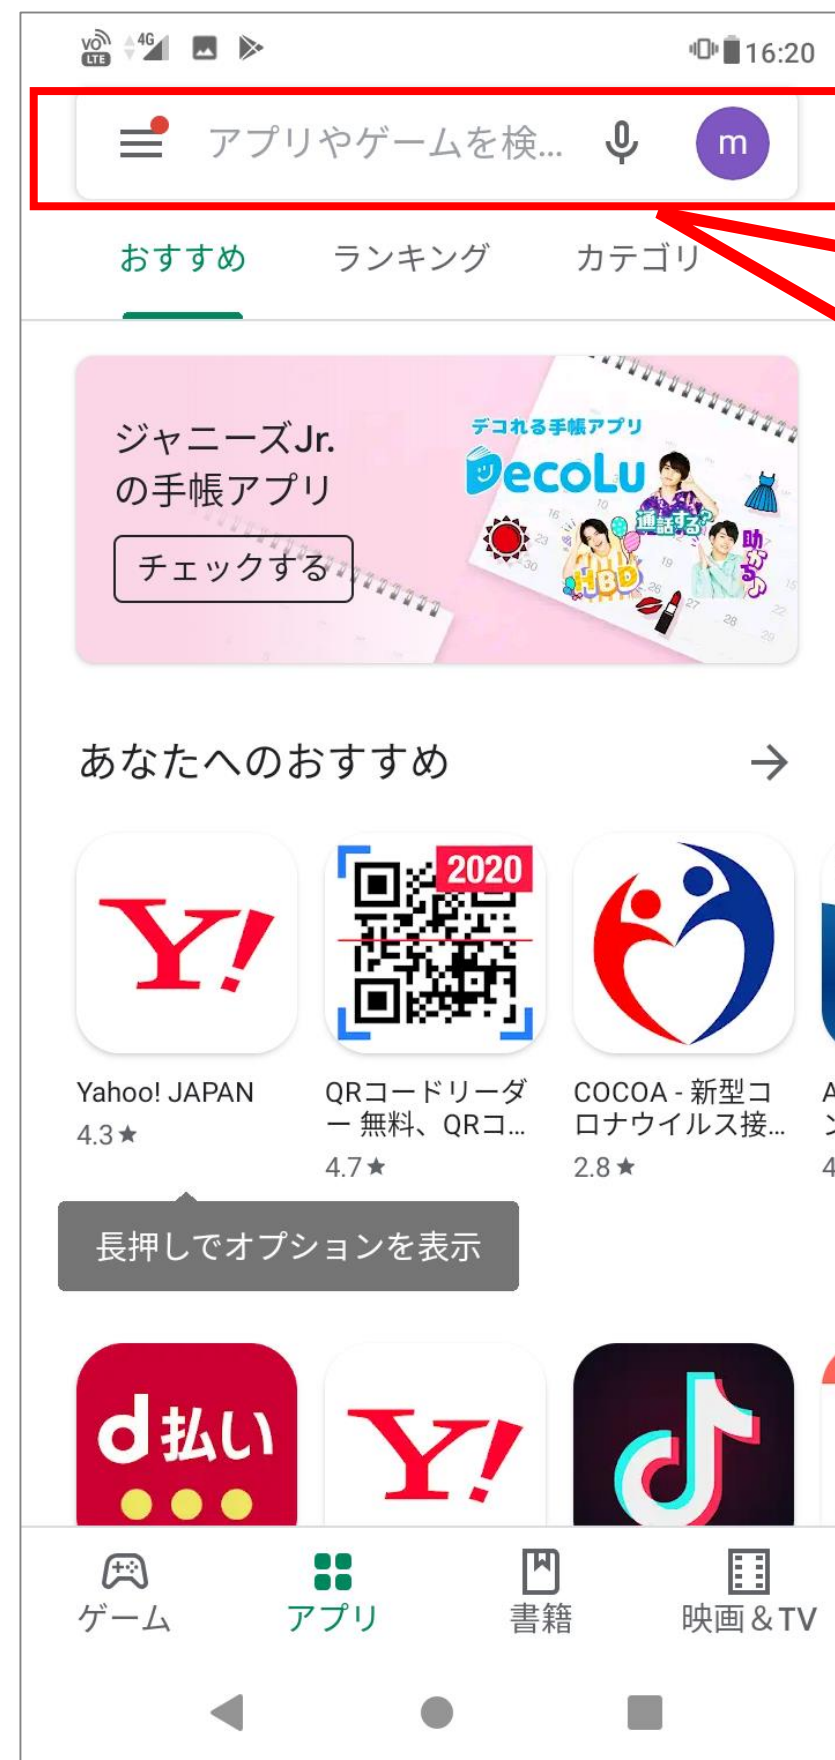 VO LTE 4G 16:20
アプリやゲームを検... m
おすすめ ランキング カテゴリ
ジャニーズJr.
の手帳アプリ
チェックする
デコれる手帳アプリ
DecoLu
通話する?
助かる♪
HBD
あなたへのおすすめ
2020
Y!
Yahoo! JAPAN
4.3★
QRコードリーダ
ー 無料、QRコ...
4.7★
COCOA - 新型コ
ロナウイルス接...
2.8★
長押しでオプションを表示
d払い
Y!
ゲーム アプリ 書籍 映画&TV